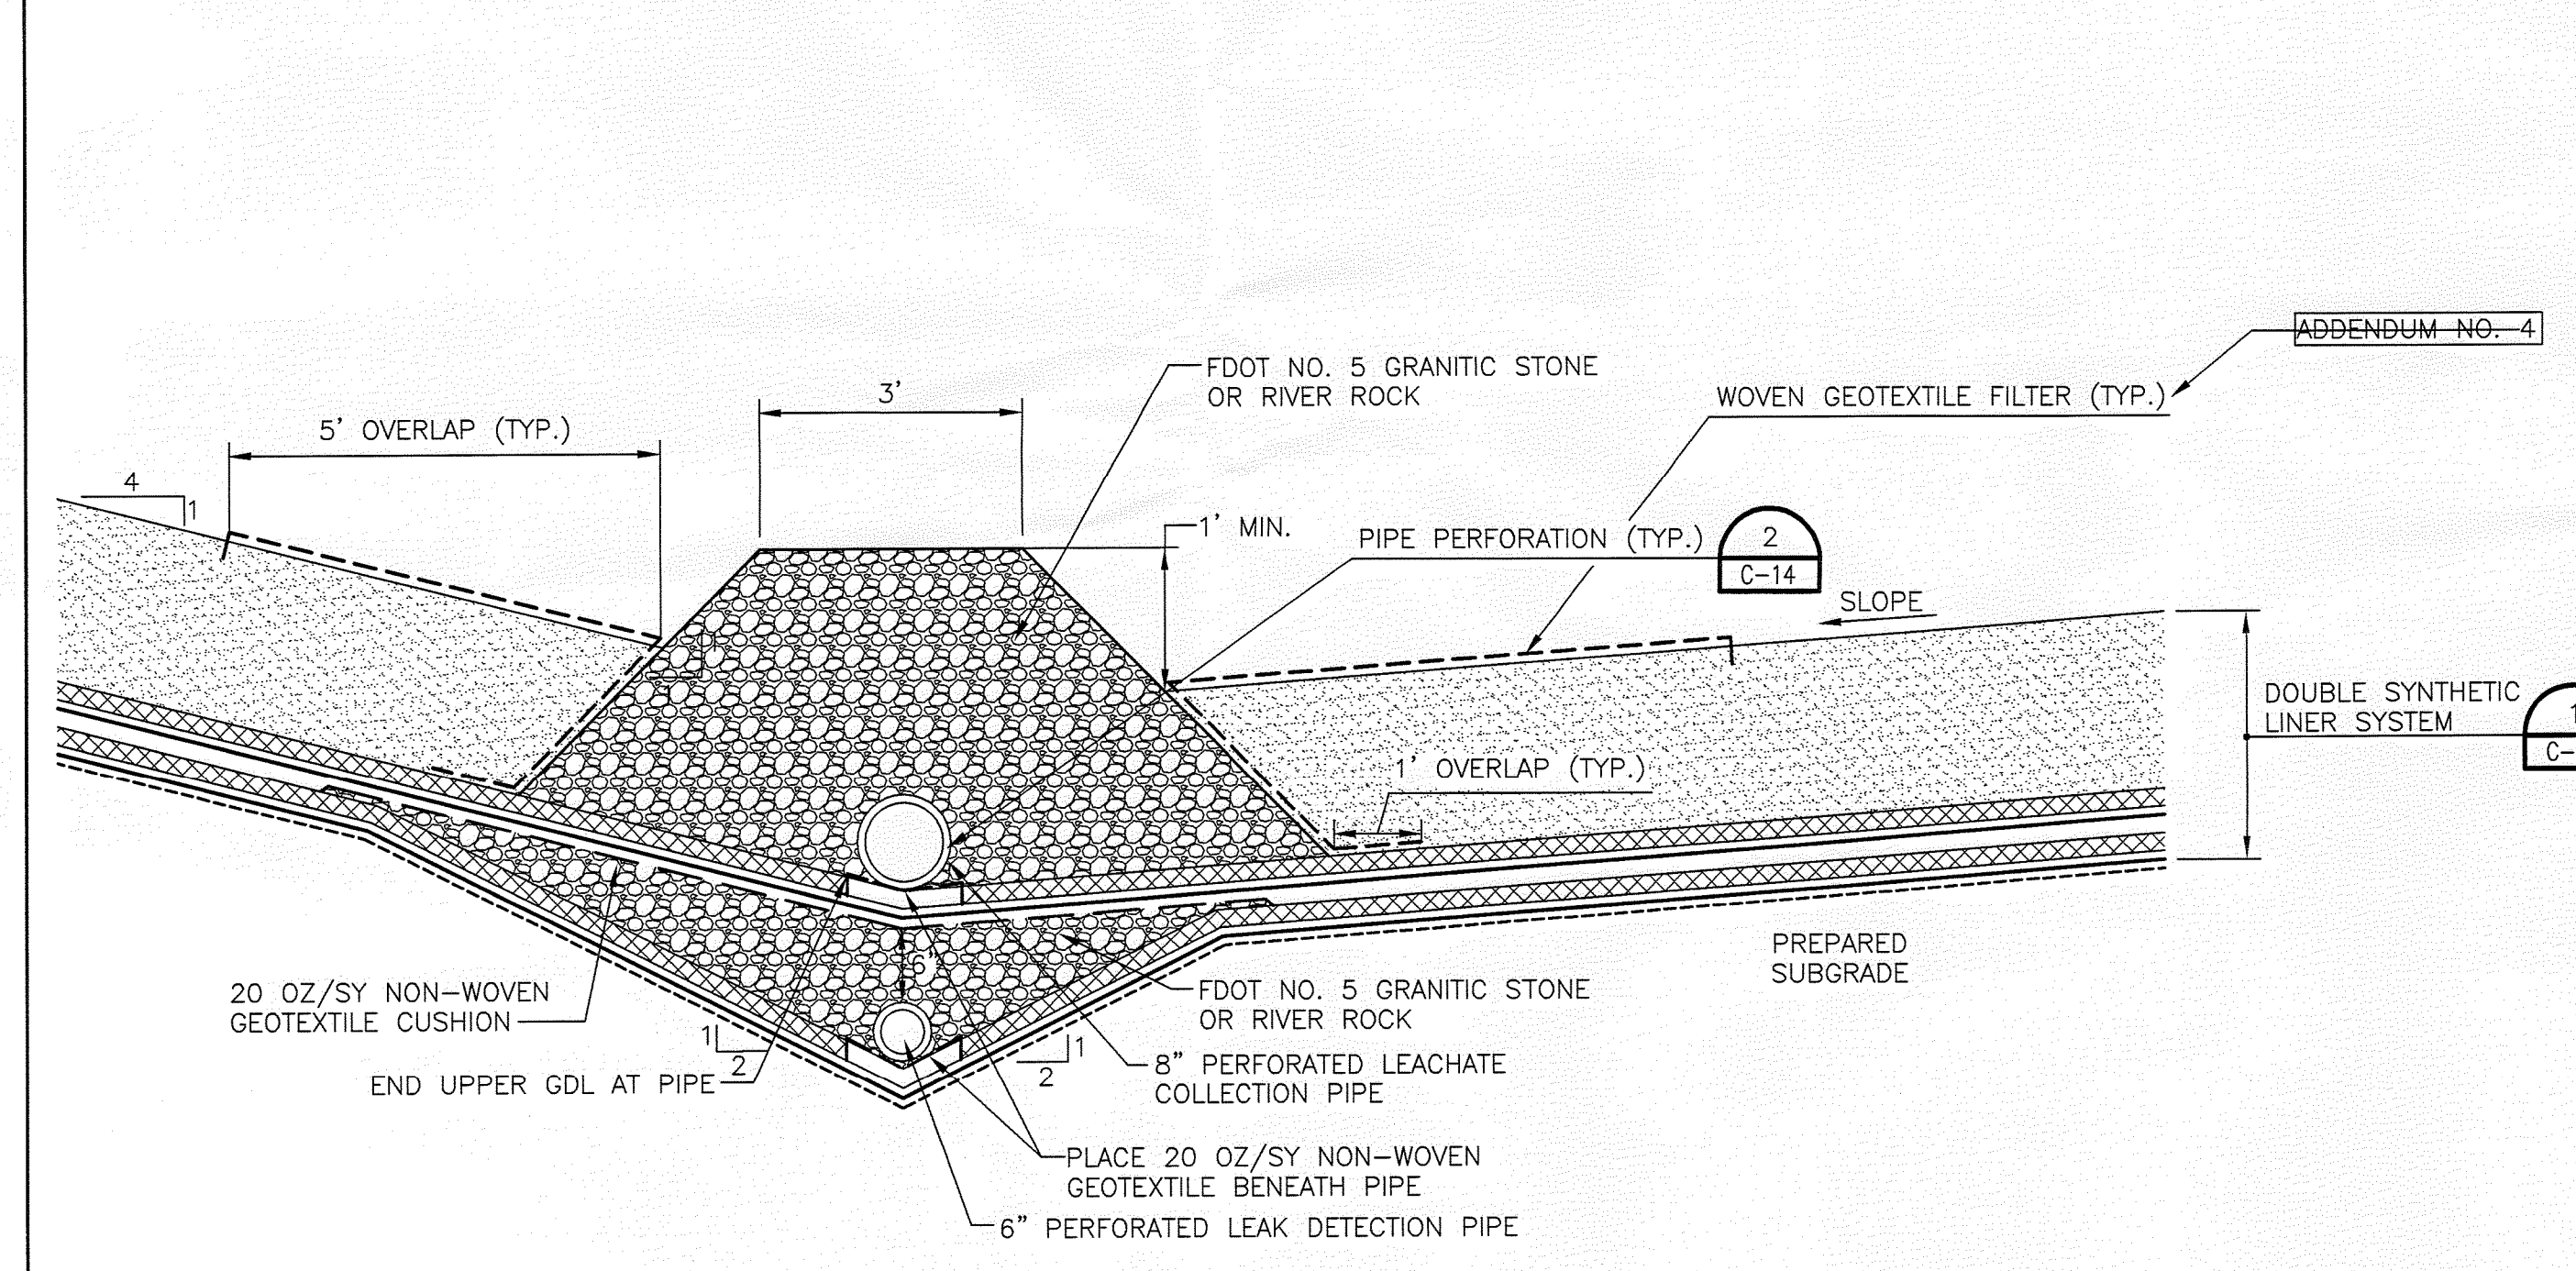 ADDENDUM NO. 4
FDOT NO. 5 GRANITIC STONE
OR RIVER ROCK
3'
WOVEN GEOTEXTILE FILTER (TYP.)
5' OVERLAP (TYP.)
4
1
1' MIN.
PIPE PERFORATION (TYP.)
2
C-14
SLOPE
DOUBLE SYNTHETIC
LINER SYSTEM
1
C-
1' OVERLAP (TYP.)
PREPARED
SUBGRADE
6"
20 OZ/SY NON-WOVEN
GEOTEXTILE CUSHION
FDOT NO. 5 GRANITIC STONE
OR RIVER ROCK
1
2
1
2
END UPPER GDL AT PIPE
8" PERFORATED LEACHATE
COLLECTION PIPE
PLACE 20 OZ/SY NON-WOVEN
GEOTEXTILE BENEATH PIPE
6" PERFORATED LEAK DETECTION PIPE